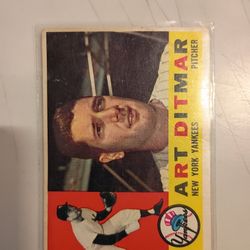 ART DITMAR
NEW YORK YANKEES
PITCHER
Yankees